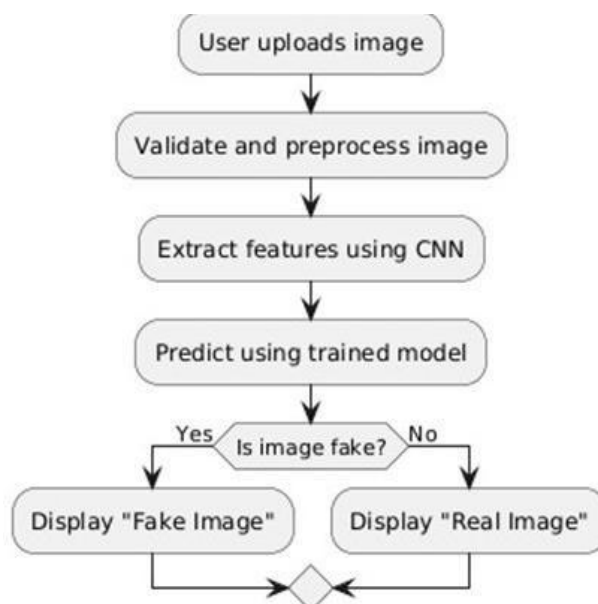 User uploads image
Validate and preprocess image
Extract features using CNN
Predict using trained model
Yes
Is image fake?
No
Display "Fake Image"
Display "Real Image"